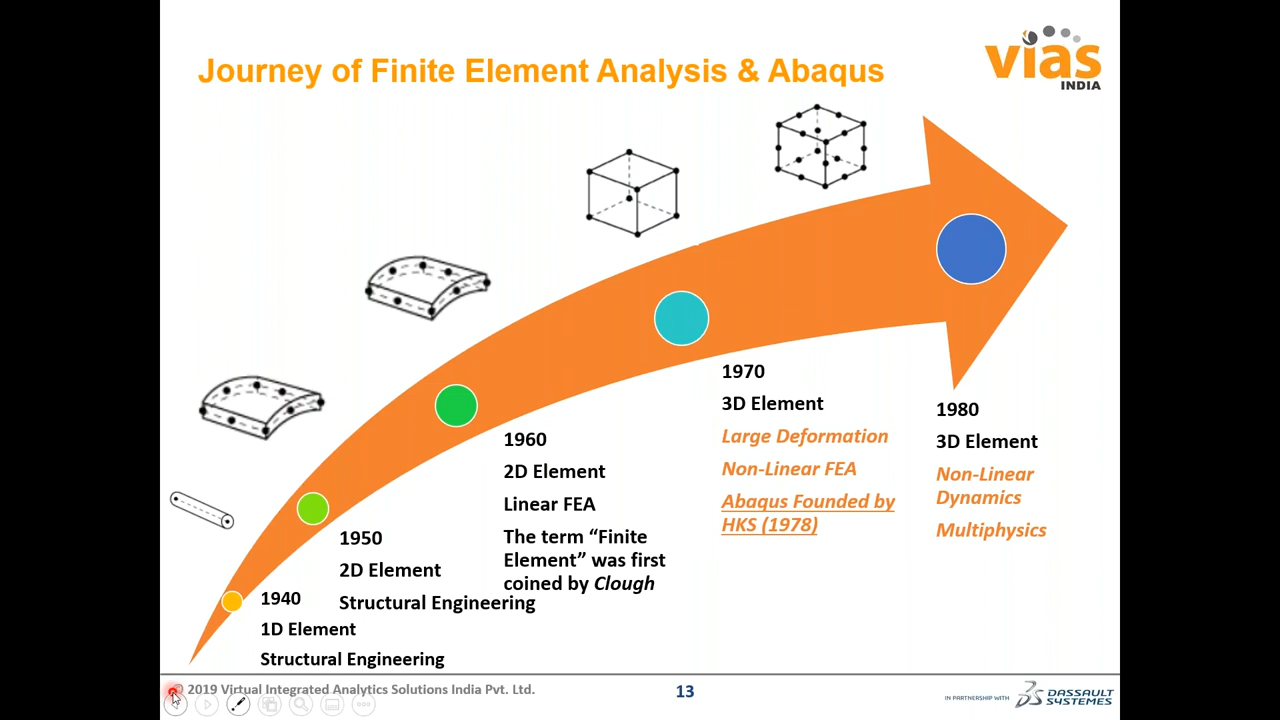 Journey of Finite Element Analysis & Abaqus
vias
INDIA
1940
1D Element
Structural Engineering
1950
2D Element
Structural Engineering
1960
2D Element
Linear FEA
The term “Finite
Element” was first
coined by Clough
1970
3D Element
Large Deformation
Non-Linear FEA
Abaqus Founded by
HKS (1978)
1980
3D Element
Non-Linear
Dynamics
Multiphysics
© 2019 Virtual Integrated Analytics Solutions India Pvt. Ltd.
13
IN PARTNERSHIP WITH
DASSAULT
SYSTEMES